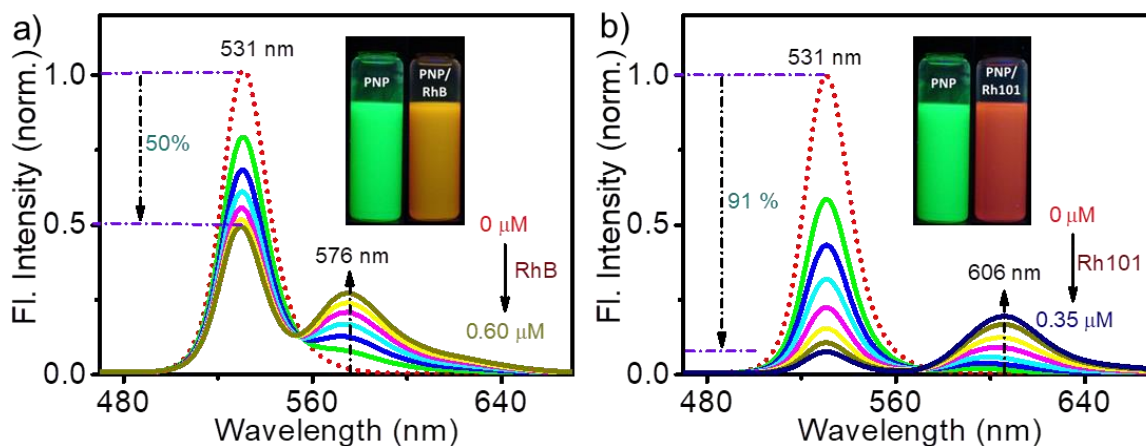 a)
Fl. Intensity (norm.)
1.0
0.5
0.0
480
560
640
Wavelength (nm)
531 nm
50%
576 nm
PNP
PNP/
RhB
0 µM
RhB
0.60 µM
b)
Fl. Intensity (norm.)
1.0
0.5
0.0
480
560
640
Wavelength (nm)
531 nm
91 %
606 nm
PNP
PNP/
Rh101
0 µM
Rh101
0.35 µM